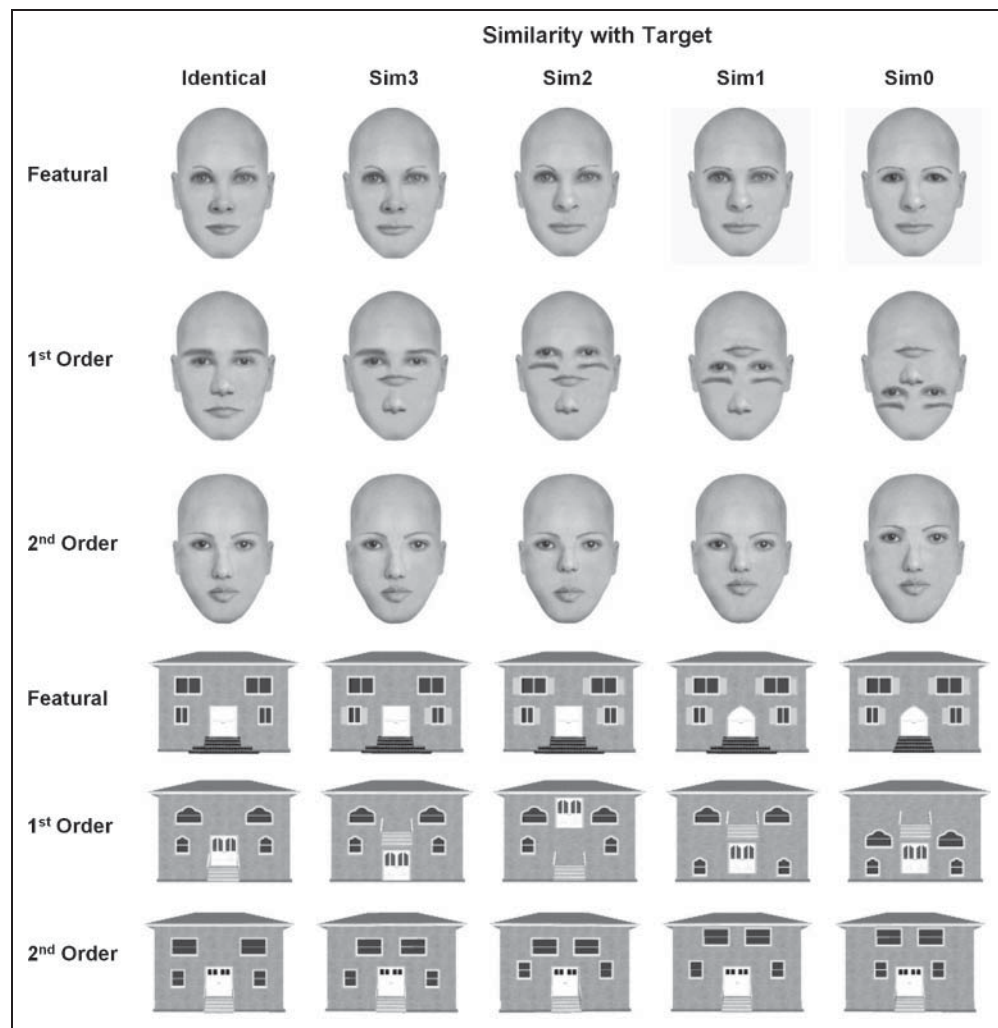 Similarity with Target
Identical Sim3 Sim2 Sim1 Sim0
Featural
1st Order
2nd Order
Featural
1st Order
2nd Order